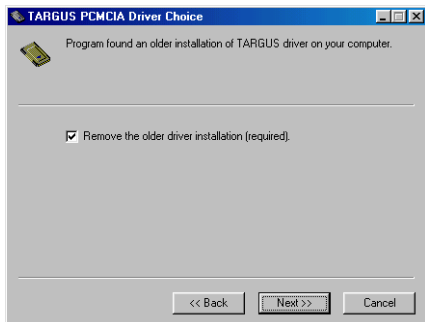 TARGUS PCMCIA Driver Choice
Program found an older installation of TARGUS driver on your computer.
Remove the older driver installation (required).
<< Back Next >> Cancel